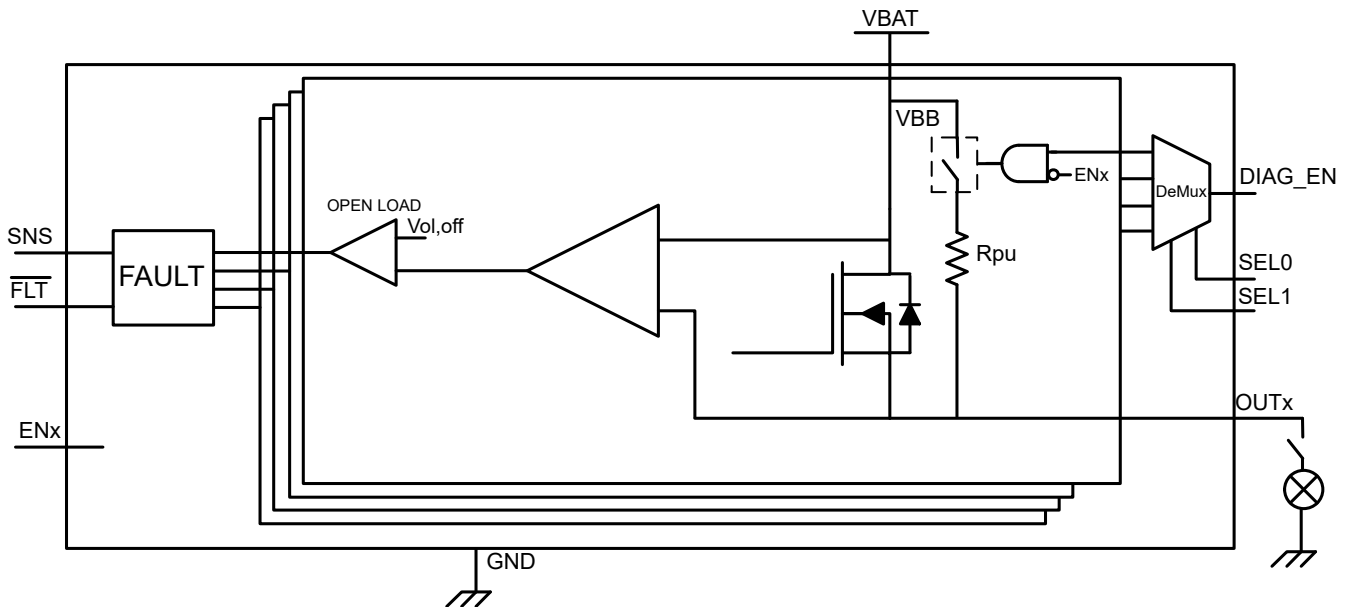 VBAT
VBB
ENx
DeMux
DIAG_EN
OPEN LOAD
Vol,off
SNS
FAULT
Rpu
FLT
SEL0
SEL1
OUTx
ENx
GND